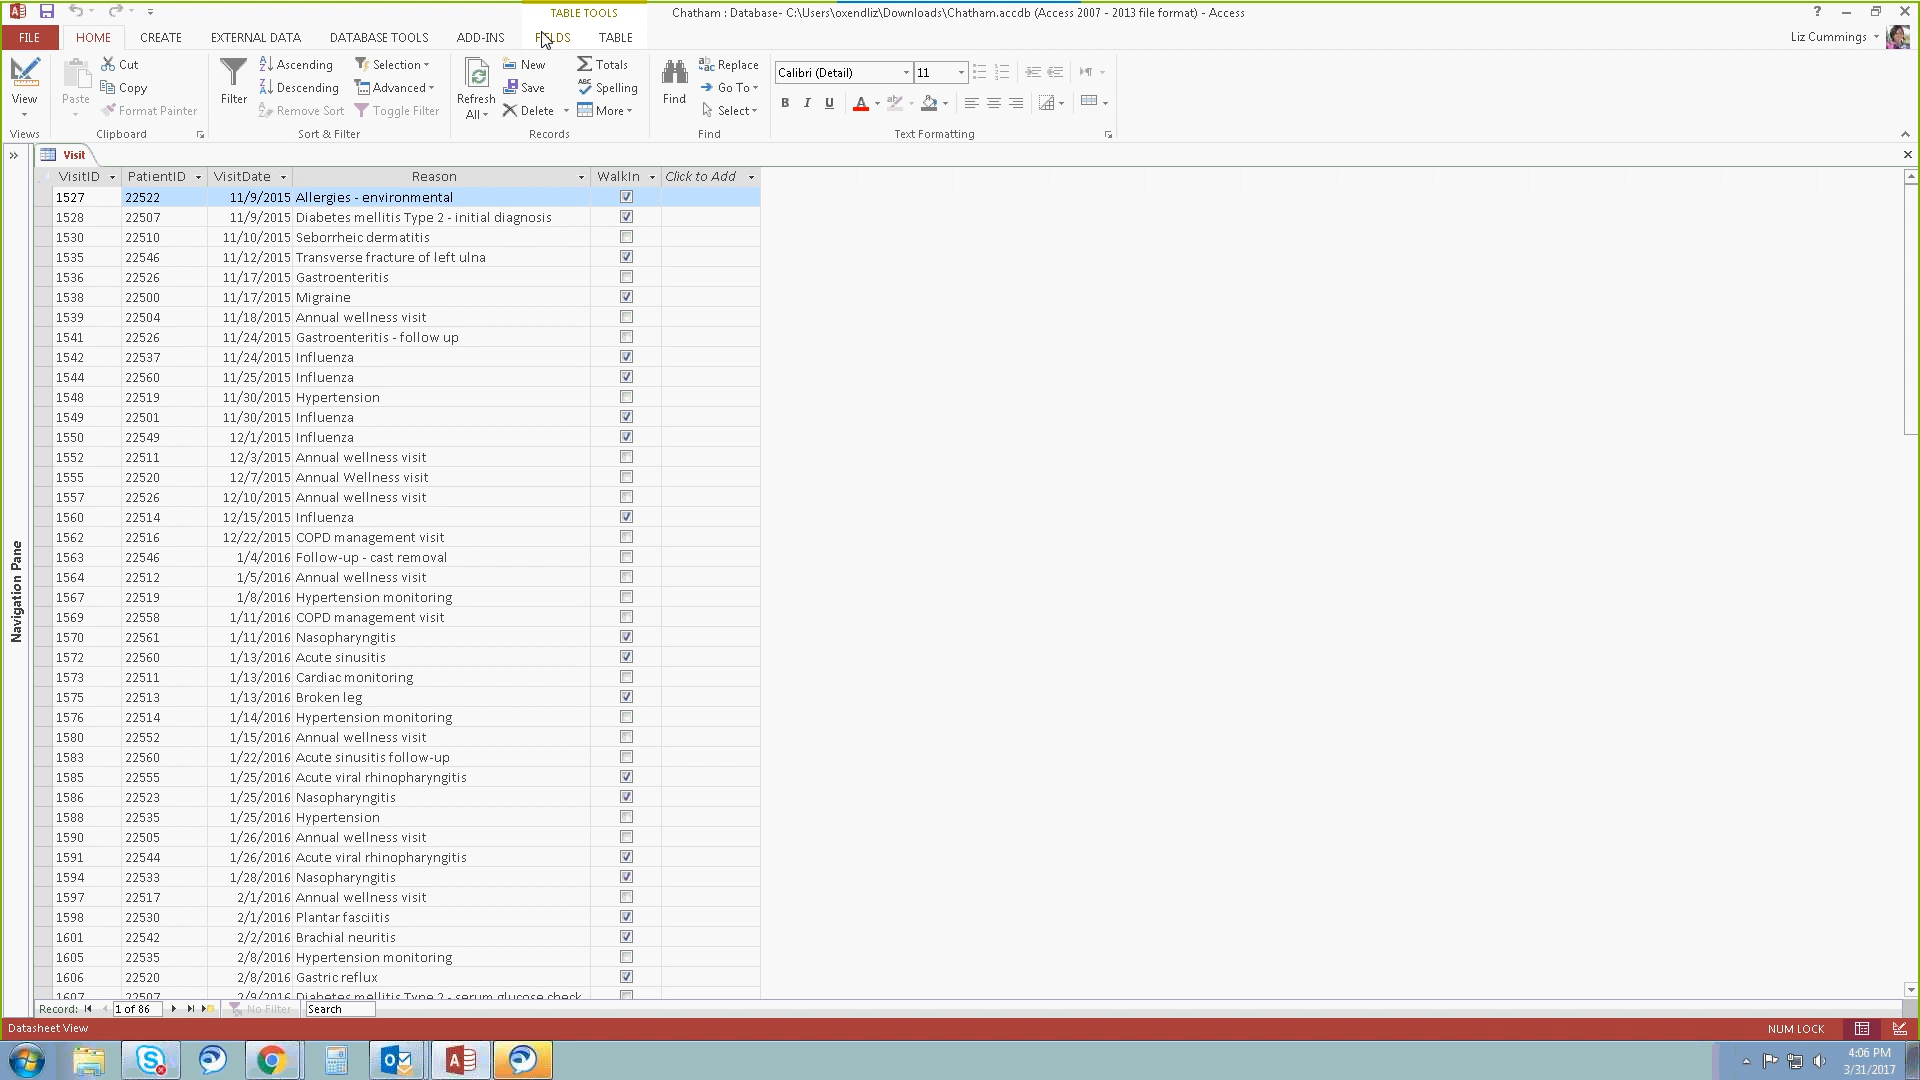 TABLE TOOLS
Chatham : Database- C:\Users\oxendliz\Downloads\Chatham.accdb (Access 2007 - 2013 file format) - Access
FILE HOME CREATE EXTERNAL DATA DATABASE TOOLS ADD-INS FIELDS TABLE
Liz Cummings
View
Views
Paste
Cut
Copy
Format Painter
Clipboard
Filter
Ascending
Descending
Remove Sort
Selection
Advanced
Toggle Filter
Sort & Filter
Refresh
All
New
Save
Delete
Totals
Spelling
More
Records
Find
Replace
Go To
Select
Find
Calibri (Detail) 11
B I U A
Text Formatting
Visit
VisitID PatientID VisitDate Reason WalkIn Click to Add
1527 22522 11/9/2015 Allergies - environmental
1528 22507 11/9/2015 Diabetes mellitis Type 2 - initial diagnosis
1530 22510 11/10/2015 Seborrheic dermatitis
1535 22546 11/12/2015 Transverse fracture of left ulna
1536 22526 11/17/2015 Gastroenteritis
1538 22500 11/17/2015 Migraine
1539 22504 11/18/2015 Annual wellness visit
1541 22526 11/24/2015 Gastroenteritis - follow up
1542 22537 11/24/2015 Influenza
1544 22560 11/25/2015 Influenza
1548 22519 11/30/2015 Hypertension
1549 22501 11/30/2015 Influenza
1550 22549 12/1/2015 Influenza
1552 22511 12/3/2015 Annual wellness visit
1555 22520 12/7/2015 Annual Wellness visit
1557 22526 12/10/2015 Annual wellness visit
1560 22514 12/15/2015 Influenza
1562 22516 12/22/2015 COPD management visit
1563 22546 1/4/2016 Follow-up - cast removal
1564 22512 1/5/2016 Annual wellness visit
1567 22519 1/8/2016 Hypertension monitoring
1569 22558 1/11/2016 COPD management visit
1570 22561 1/11/2016 Nasopharyngitis
1572 22560 1/13/2016 Acute sinusitis
1573 22511 1/13/2016 Cardiac monitoring
1575 22513 1/13/2016 Broken leg
1576 22514 1/14/2016 Hypertension monitoring
1580 22552 1/15/2016 Annual wellness visit
1583 22560 1/22/2016 Acute sinusitis follow-up
1585 22555 1/25/2016 Acute viral rhinopharyngitis
1586 22523 1/25/2016 Nasopharyngitis
1588 22535 1/25/2016 Hypertension
1590 22505 1/26/2016 Annual wellness visit
1591 22544 1/26/2016 Acute viral rhinopharyngitis
1594 22533 1/28/2016 Nasopharyngitis
1597 22517 2/1/2016 Annual wellness visit
1598 22530 2/1/2016 Plantar fasciitis
1601 22542 2/2/2016 Brachial neuritis
1605 22535 2/8/2016 Hypertension monitoring
1606 22520 2/8/2016 Gastric reflux
1607 22507 2/9/2016 Diabetes mellitis Type 2 - serum glucose check
Navigation Pane
Record: 1 of 86 No Filter Search
Datasheet View
NUM LOCK
4:06 PM
3/31/2017